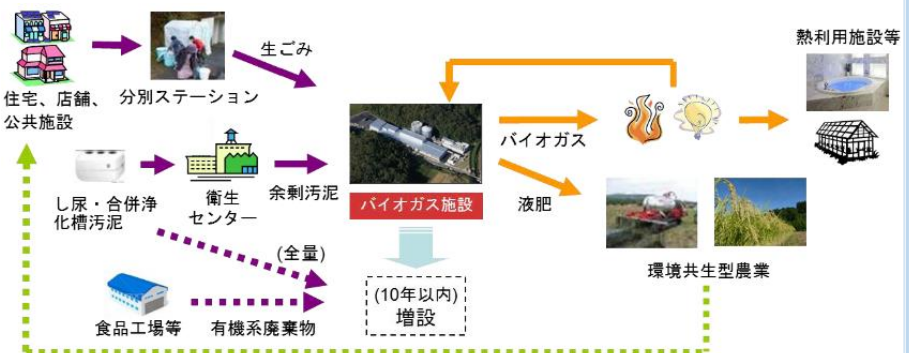 生ごみ
熱利用施設等
住宅、店舗、
公共施設
分別ステーション
バイオガス
し尿・合併浄
化槽汚泥
衛生
センター
余剰汚泥
バイオガス施設
液肥
(全量)
環境共生型農業
(10年以内)
増設
食品工場等
有機系廃棄物